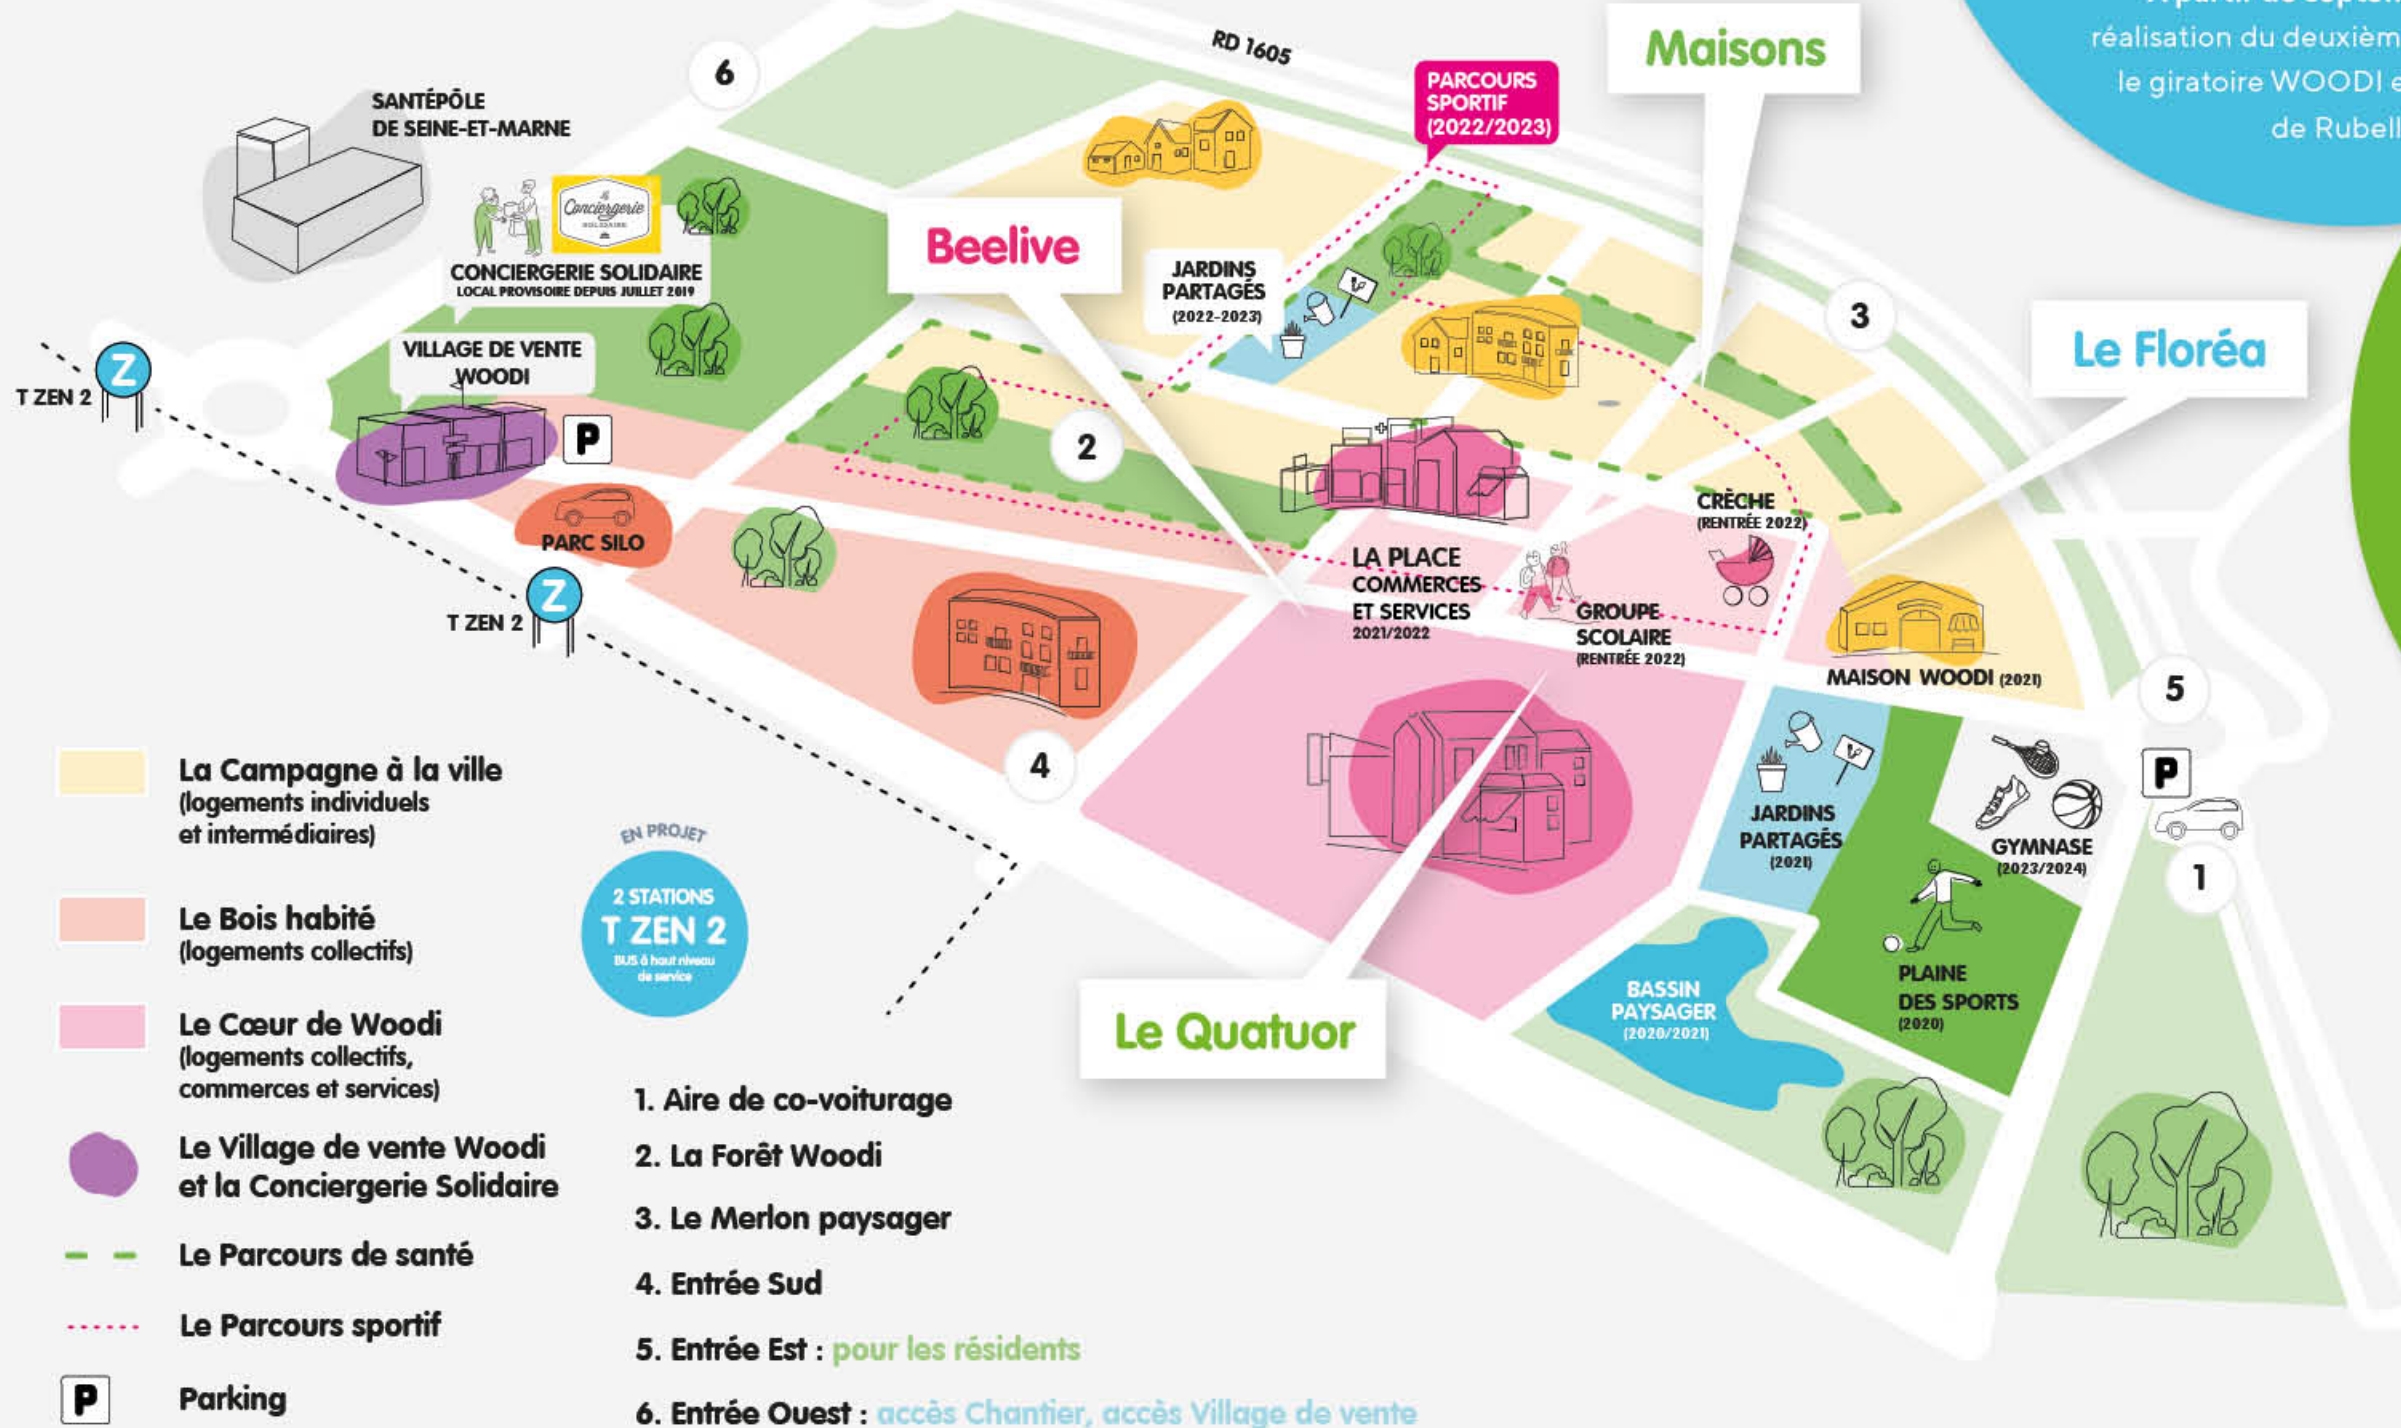 À partir de
réalisation du deuxièm
le giratoire WOODI e
de Rubell
RD 1605
Maisons
6
PARCOURS
SPORTIF
(2022/2023)
SANTÉPÔLE
DE SEINE-ET-MARNE
la
Conciergerie
SOLIDAIRE
CONCIERGERIE SOLIDAIRE
LOCAL PROVISOIRE DEPUIS JUILLET 2019
Beelive
JARDINS
PARTAGÉS
(2022-2023)
3
Le Floréa
VILLAGE DE VENTE
WOODI
Z
T ZEN 2
P
2
PARC SILO
CRÈCHE
(RENTRÉE 2022)
LA PLACE
COMMERCES
ET SERVICES
2021/2022
GROUPE
SCOLAIRE
(RENTRÉE 2022)
Z
T ZEN 2
MAISON WOODI (2021)
5
4
P
JARDINS
PARTAGÉS
(2021)
GYMNASE
(2023/2024)
1
PLAINE
DES SPORTS
(2020)
BASSIN
PAYSAGER
(2020/2021)
Le Quatuor
La Campagne à la ville
(logements individuels
et intermédiaires)
Le Bois habité
(logements collectifs)
Le Cœur de Woodi
(logements collectifs,
commerces et services)
Le Village de vente Woodi
et la Conciergerie Solidaire
Le Parcours de santé
Le Parcours sportif
P
Parking
EN PROJET
2 STATIONS
T ZEN 2
BUS à haut niveau
de service
1. Aire de co-voiturage
2. La Forêt Woodi
3. Le Merlon paysager
4. Entrée Sud
5. Entrée Est : pour les résidents
6. Entrée Ouest : accès Chantier, accès Village de vente